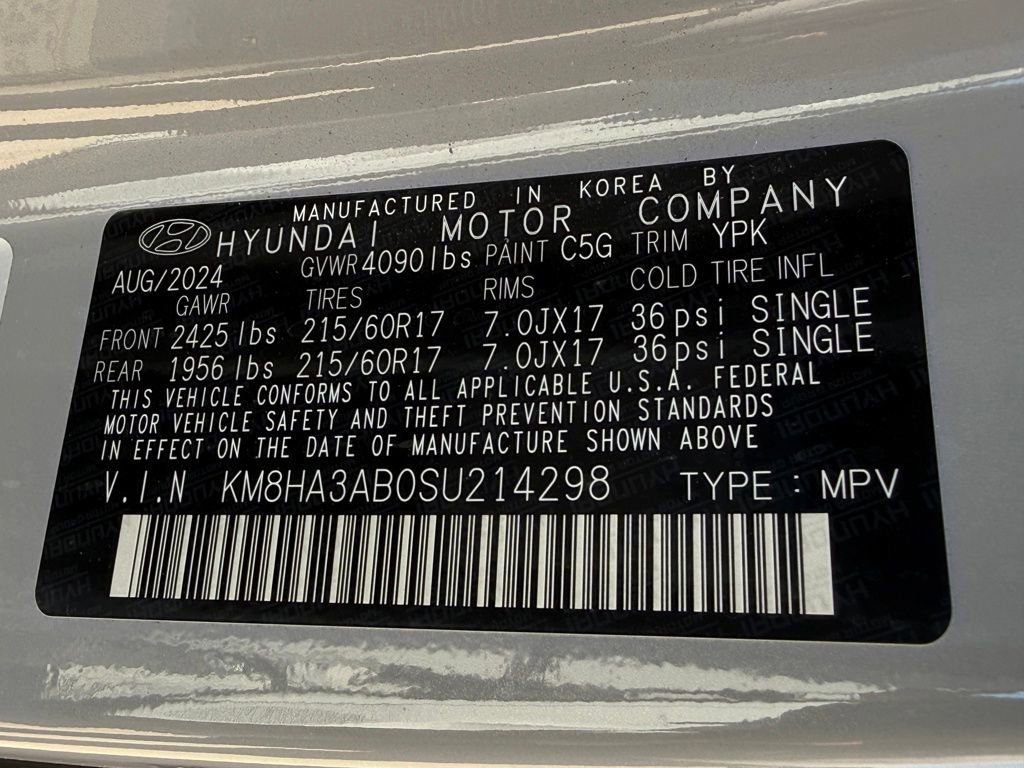 MANUFACTURED IN KOREA BY
HYUNDAI MOTOR COMPANY
AUG/2024 GVWR 4090lbs PAINT C5G TRIM YPK
GAWR TIRES RIMS COLD TIRE INFL
FRONT 2425lbs 215/60R17 7.0JX17 36psi SINGLE
REAR 1956lbs 215/60R17 7.0JX17 36psi SINGLE
THIS VEHICLE CONFORMS TO ALL APPLICABLE U.S.A. FEDERAL
MOTOR VEHICLE SAFETY AND THEFT PREVENTION STANDARDS
IN EFFECT ON THE DATE OF MANUFACTURE SHOWN ABOVE
V.I.N KM8HA3AB0SU214298 TYPE : MPV